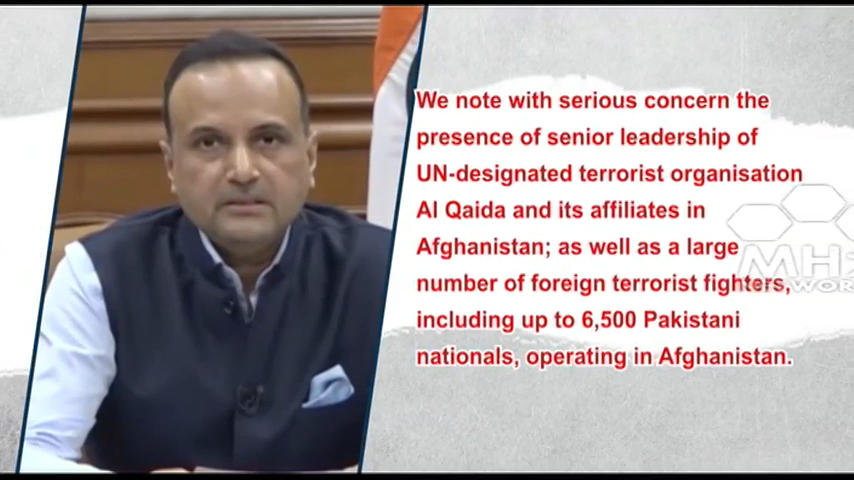 We note with serious concern the
presence of senior leadership of
UN-designated terrorist organisation
Al Qaida and its affiliates in
Afghanistan; as well as a large
number of foreign terrorist fighters,
including up to 6,500 Pakistani
nationals, operating in Afghanistan.